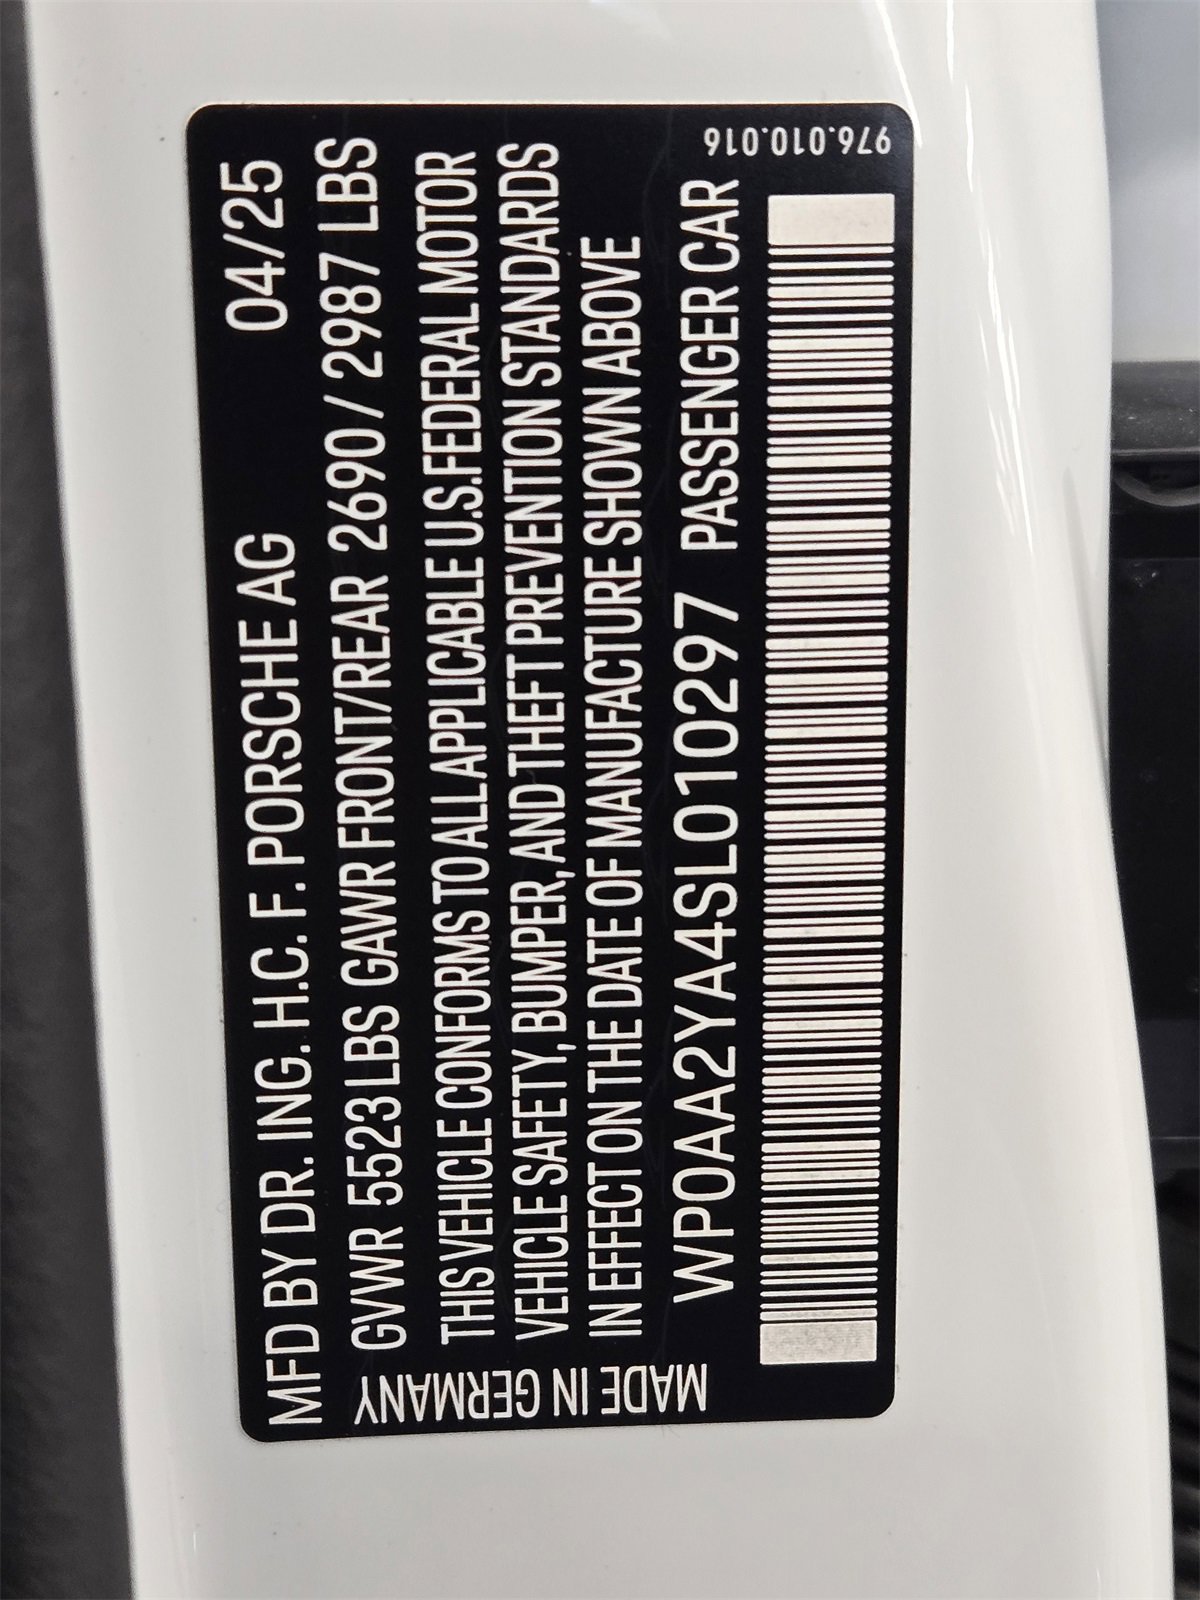 MFD BY DR. ING. H.C. F. PORSCHE AG 04/25
GVWR 5523 LBS GAWR FRONT/REAR 2690 / 2987 LBS
THIS VEHICLE CONFORMS TO ALL APPLICABLE U.S. FEDERAL MOTOR
VEHICLE SAFETY, BUMPER, AND THEFT PREVENTION STANDARDS
IN EFFECT ON THE DATE OF MANUFACTURE SHOWN ABOVE
WP0AA2YA4SL010297 PASSENGER CAR
MADE IN GERMANY
976.010.016